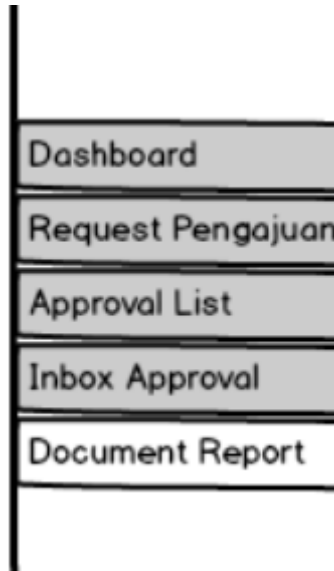 Dashboard
Request Pengajuan
Approval List
Inbox Approval
Document Report